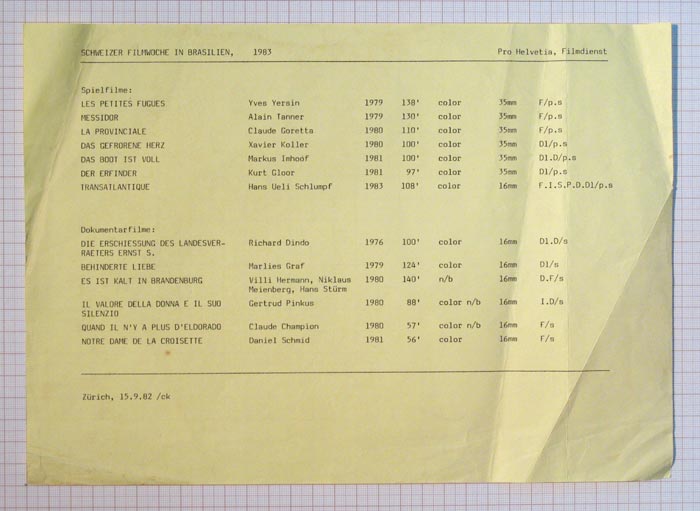 SCHWEIZER FILMWOCHE IN BRASILIEN, 1983 Pro Helvetia, Filmdienst
Spielfilme:
LES PETITES FUGUES Yves Yersin 1979 138' color 35mm F/p.s
MESSIDOR Alain Tanner 1979 130' color 35mm F/p.s
LA PROVINCIALE Claude Goretta 1980 110' color 35mm F/p.s
DAS GEFRORENE HERZ Xavier Koller 1980 100' color 35mm Dl/p.s
DAS BOOT IST VOLL Markus Imhoof 1981 100' color 35mm Dl.D/p.s
DER ERFINDER Kurt Gloor 1981 97' color 35mm Dl/p.s
TRANSATLANTIQUE Hans Ueli Schlumpf 1983 108' color 16mm F.I.S.P.D.Dl/p.s
Dokumentarfilme:
DIE ERSCHIESSUNG DES LANDESVER- Richard Dindo 1976 100' color 16mm Dl.D/s
RAETERS ERNST S.
BEHINDERTE LIEBE Marlies Graf 1979 124' color 16mm Dl/s
ES IST KALT IN BRANDENBURG Villi Hermann, Niklaus 1980 140' n/b 16mm D.F/s
Meienberg, Hans Stürm
IL VALORE DELLA DONNA E IL SUO Gertrud Pinkus 1980 88' color n/b 16mm I.D/s
SILENZIO
QUAND IL N'Y A PLUS D'ELDORADO Claude Champion 1980 57' color n/b 16mm F/s
NOTRE DAME DE LA CROISETTE Daniel Schmid 1981 56' color 16mm F/s
Zürich, 15.9.82 /ck